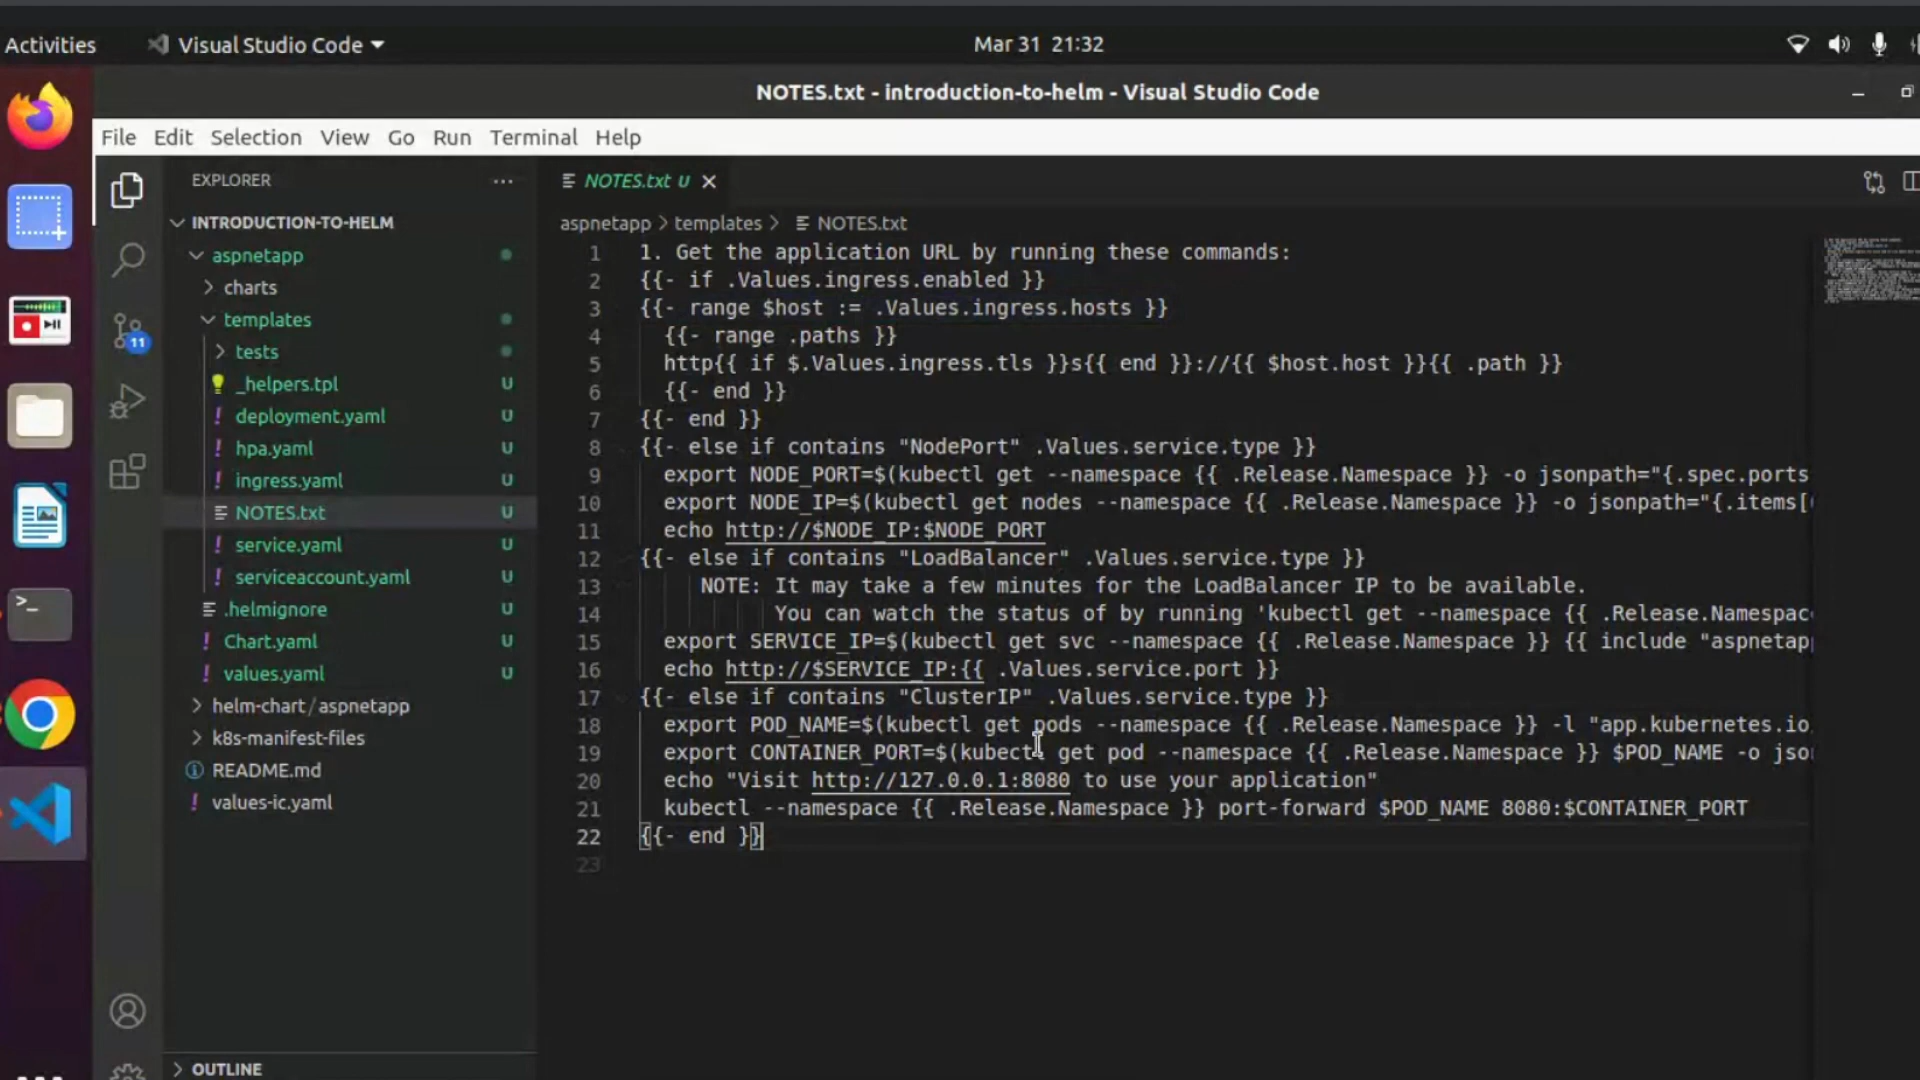 Activities
Visual Studio Code
Mar 31 21:32
NOTES.txt - introduction-to-helm - Visual Studio Code
File Edit Selection View Go Run Terminal Help
EXPLORER
INTRODUCTION-TO-HELM
aspnetapp
charts
templates
tests
_helpers.tpl U
deployment.yaml U
hpa.yaml U
ingress.yaml U
NOTES.txt U
service.yaml U
serviceaccount.yaml U
.helmignore U
Chart.yaml U
values.yaml U
helm-chart / aspnetapp
k8s-manifest-files
README.md
values-ic.yaml
OUTLINE
11
NOTES.txt U
aspnetapp > templates > NOTES.txt
1 1. Get the application URL by running these commands:
2 {{- if .Values.ingress.enabled }}
3 {{- range $host := .Values.ingress.hosts }}
4 {{- range .paths }}
5 http{{ if $.Values.ingress.tls }}s{{ end }}://{{ $host.host }}{{ .path }}
6 {{- end }}
7 {{- end }}
8 {{- else if contains "NodePort" .Values.service.type }}
9 export NODE_PORT=$(kubectl get --namespace {{ .Release.Namespace }} -o jsonpath="{.spec.ports
10 export NODE_IP=$(kubectl get nodes --namespace {{ .Release.Namespace }} -o jsonpath="{.items[
11 echo http://$NODE_IP:$NODE_PORT
12 {{- else if contains "LoadBalancer" .Values.service.type }}
13 NOTE: It may take a few minutes for the LoadBalancer IP to be available.
14 You can watch the status of by running 'kubectl get --namespace {{ .Release.Namespac
15 export SERVICE_IP=$(kubectl get svc --namespace {{ .Release.Namespace }} {{ include "aspnetap
16 echo http://$SERVICE_IP:{{ .Values.service.port }}
17 {{- else if contains "ClusterIP" .Values.service.type }}
18 export POD_NAME=$(kubectl get pods --namespace {{ .Release.Namespace }} -l "app.kubernetes.io
19 export CONTAINER_PORT=$(kubectl get pod --namespace {{ .Release.Namespace }} $POD_NAME -o jso
20 echo "Visit http://127.0.0.1:8080 to use your application"
21 kubectl --namespace {{ .Release.Namespace }} port-forward $POD_NAME 8080:$CONTAINER_PORT
22 {{- end }}
23